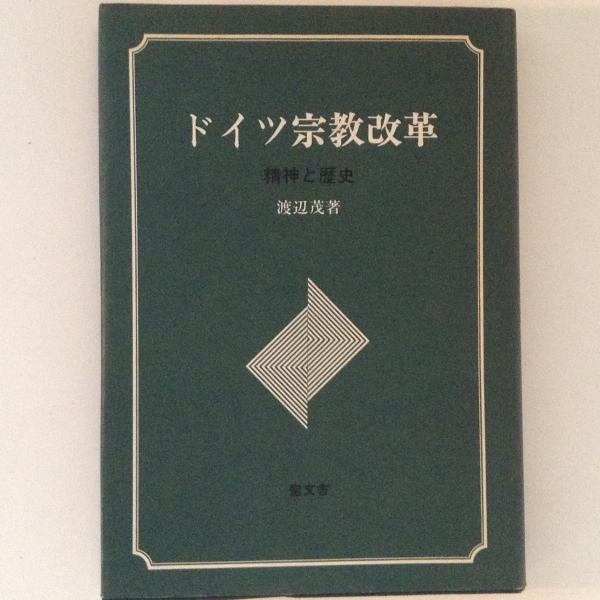 ドイツ宗教改革
精神と歴史
渡辺茂著
聖文舎